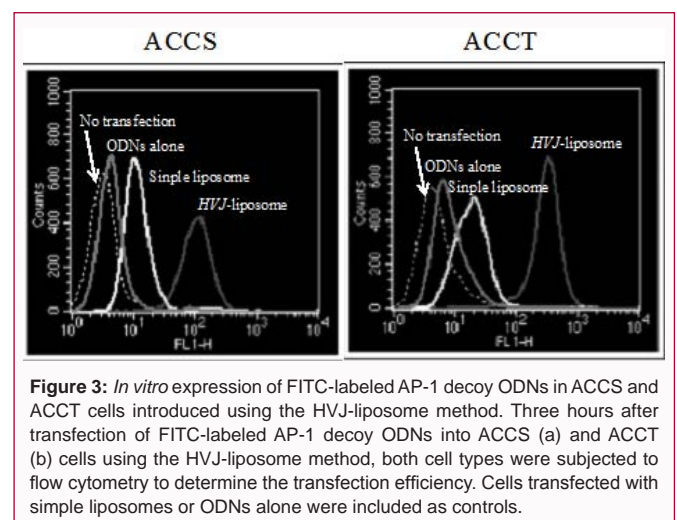 ACCS
ACCT
1000
800
600
400
200
0
Counts
No transfection
ODNs alone
Sinple liposome
HVJ-liposome
10⁰ 10¹ 10² 10³ 10⁴
FL1-H
1000
800
600
400
200
0
Counts
No transfection
HVJ-liposome
ODNs alone
Sinple liposome
10⁰ 10¹ 10² 10³ 10⁴
FL1-H
Figure 3: In vitro expression of FITC-labeled AP-1 decoy ODNs in ACCS and
ACCT cells introduced using the HVJ-liposome method. Three hours after
transfection of FITC-labeled AP-1 decoy ODNs into ACCS (a) and ACCT
(b) cells using the HVJ-liposome method, both cell types were subjected to
flow cytometry to determine the transfection efficiency. Cells transfected with
simple liposomes or ODNs alone were included as controls.